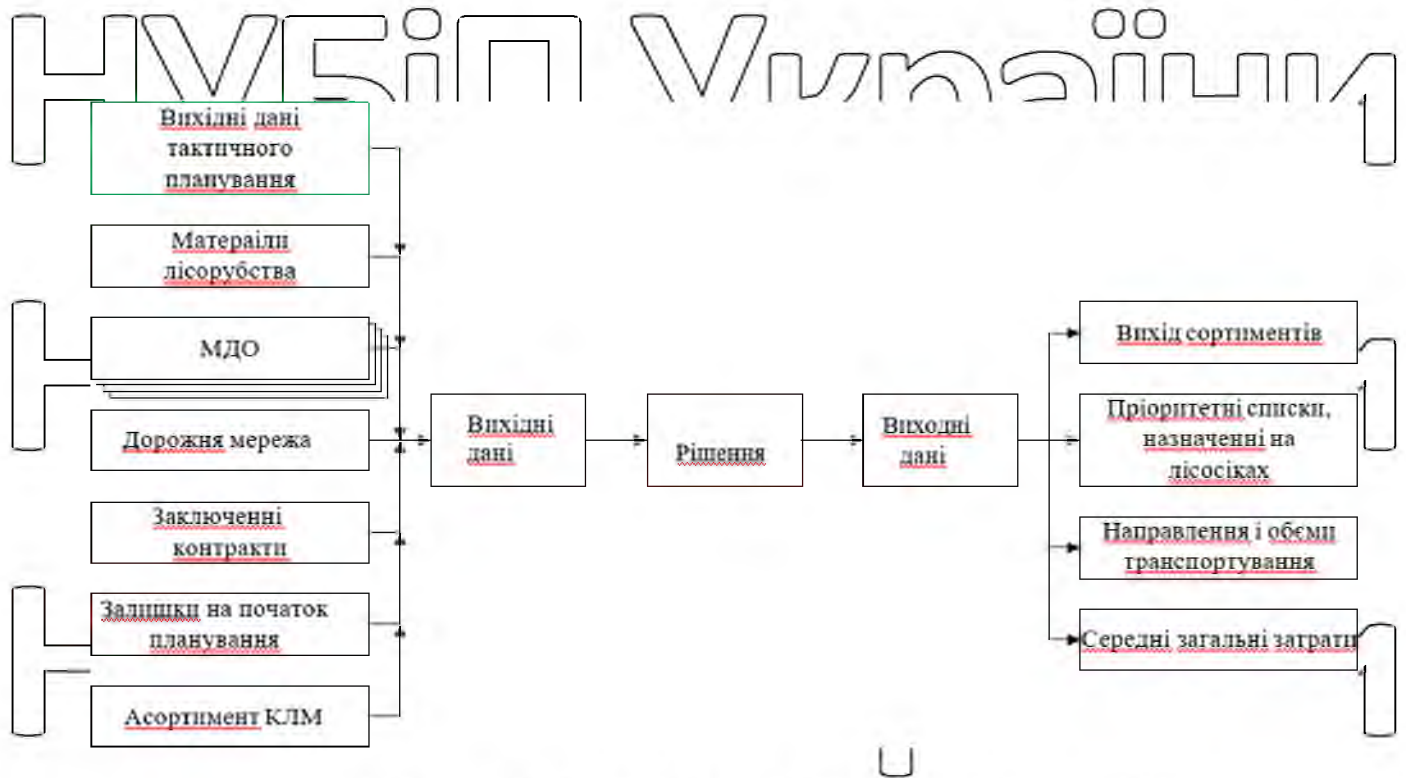 НУБіП України
Вихідні дані
тактичного
планування
Матераіли
лісорубства
МДО
Дорожня мережа
Заключенні
контракти
Залишки на початок
планування
Асортимент КЛМ
Вихідні
дані
Рішення
Виходні
дані
Вихід сортиментів
Пріоритетні списки,
назначенні на
лісосіках
Направлення і обєми
транспортування
Середні загальні затрати